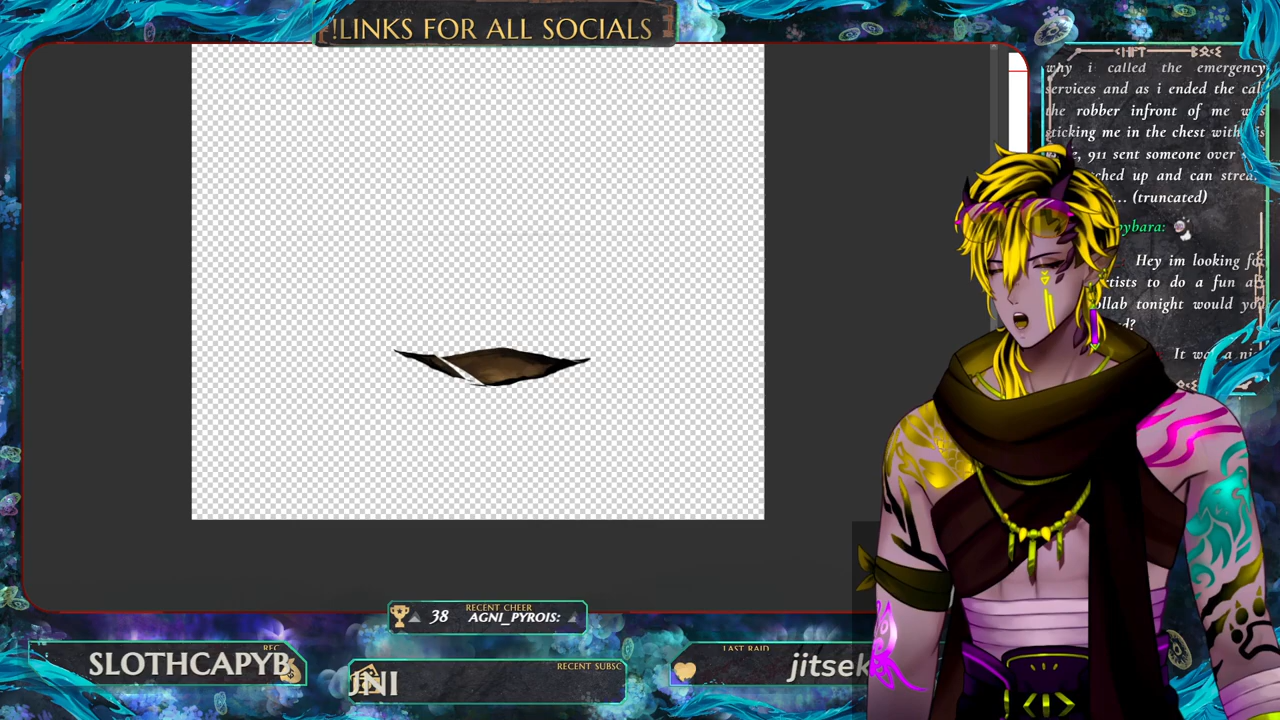 !LINKS FOR ALL SOCIALS
why i called the emergency
services and as i ended the call
the robber infront of me was
sticking me in the chest with
911 sent someone over
and can
... (truncated)
Hey im looking for
to do a fun
tonight would you
It was a
RECENT CHEER
38 AGNI_PYROIS:
SLOTHCAPYB
RECENT SUBSC
LAST RAID
jitsek